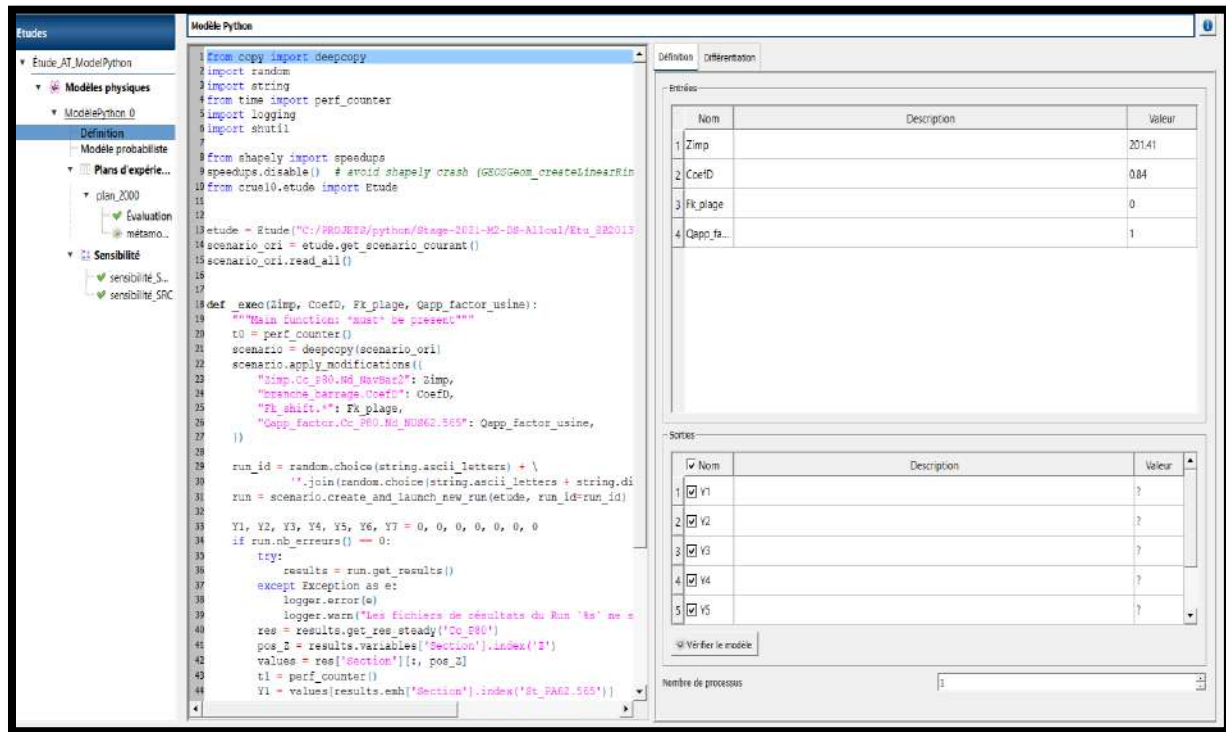 Etudes
Étude_AT_ModelPython
Modèles physiques
ModèlePython_0
Définition
Modèle probabiliste
Plans d'expérie...
plan_2000
Évaluation
métamo...
Sensibilité
sensibilité_S...
sensibilité_SRC
Modèle Python
1 from copy import deepcopy
2 import random
3 import string
4 from time import perf_counter
5 import logging
6 import shutil
7
8 from shapely import speedups
9 speedups.disable()  # avoid shapely crash (GEOSGeom_createLinearRin
10 from crue10.etude import Etude
11
12
13 etude = Etude("C:/PROJETS/python/Stage-2021-M2-DS-Alloul/Etu_SB2013
14 scenario_ori = etude.get_scenario_courant()
15 scenario_ori.read_all()
16
17
18 def _exec(Zimp, CoefD, Fk_plage, Qapp_factor_usine):
19     """Main function: *must* be present"""
20     t0 = perf_counter()
21     scenario = deepcopy(scenario_ori)
22     scenario.apply_modifications({
23         "Zimp.Cc_P80.Nd_NavBar2": Zimp,
24         "branche_barrage.CoefD": CoefD,
25         "Fk_shift.*": Fk_plage,
26         "Qapp_factor.Cc_P80.Nd_NUS62.565": Qapp_factor_usine,
27     })
28
29     run_id = random.choice(string.ascii_letters) + \
30             ''.join(random.choice(string.ascii_letters + string.di
31     run = scenario.create_and_launch_new_run(etude, run_id=run_id)
32
33     Y1, Y2, Y3, Y4, Y5, Y6, Y7 = 0, 0, 0, 0, 0, 0, 0
34     if run.nb_erreurs() == 0:
35         try:
36             results = run.get_results()
37         except Exception as e:
38             logger.error(e)
39             logger.warn("Les fichiers de résultats du Run '%s' ne s
40         res = results.get_res_steady('Cc_P80')
41         pos_Z = results.variables['Section'].index('Z')
42         values = res['Section'][:, pos_Z]
43         t1 = perf_counter()
44         Y1 = values[results.emh['Section'].index('St_PA62.565')]
Définition Différentiation
Entrées
Nom Description Valeur
1 Zimp 201.41
2 CoefD 0.84
3 Fk_plage 0
4 Qapp_fa... 1
Sorties
Nom Description Valeur
1 Y1 ?
2 Y2 ?
3 Y3 ?
4 Y4 ?
5 Y5 ?
Vérifier le modèle
Nombre de processus 1